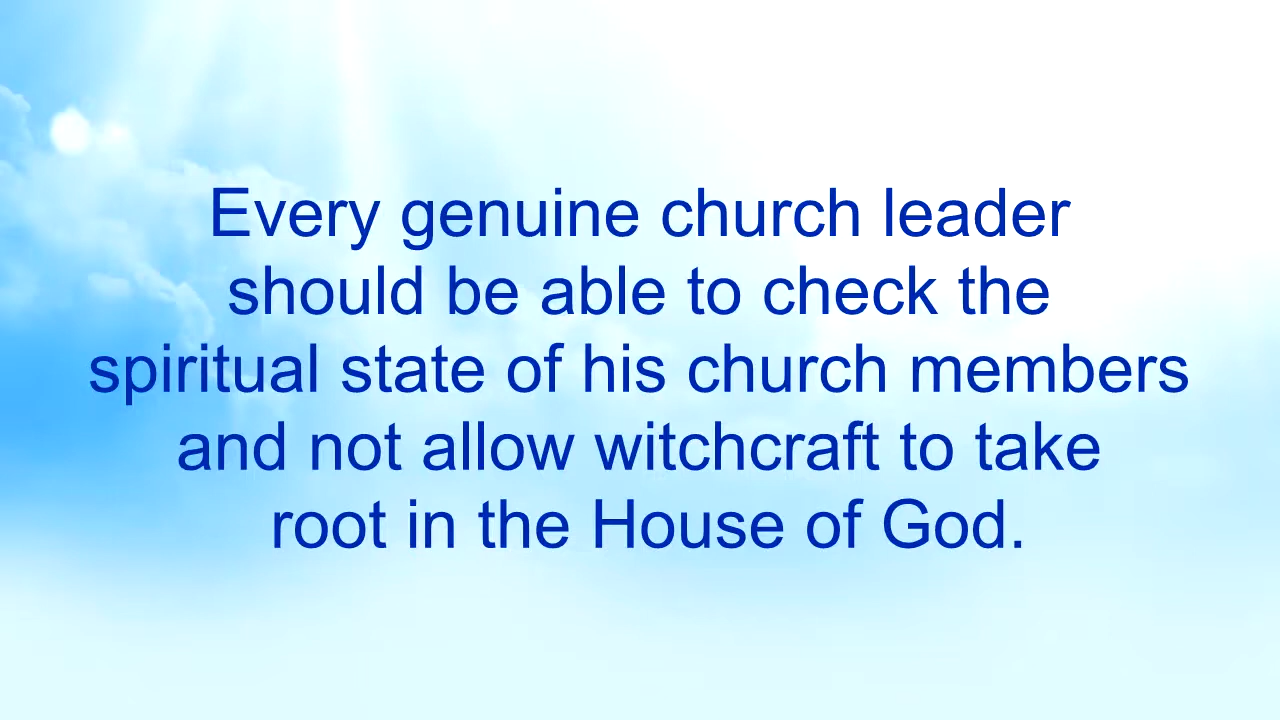 Every genuine church leader
should be able to check the
spiritual state of his church members
and not allow witchcraft to take
root in the House of God.